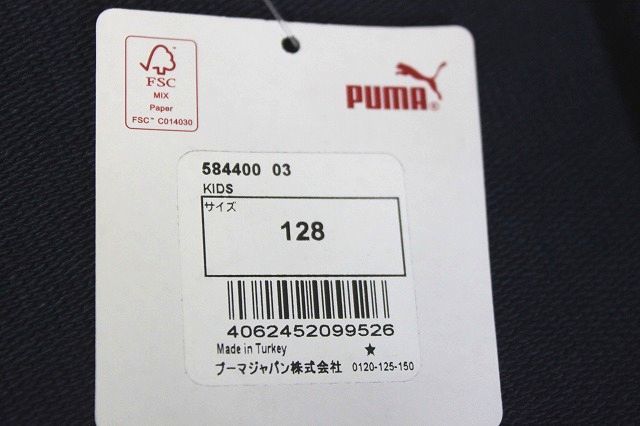 FSC
MIX
Paper
FSC™ C014030
PUMA®
584400 03
KIDS
サイズ
128
4062452099526
Made in Turkey ★
プーマジャパン株式会社 0120-125-150